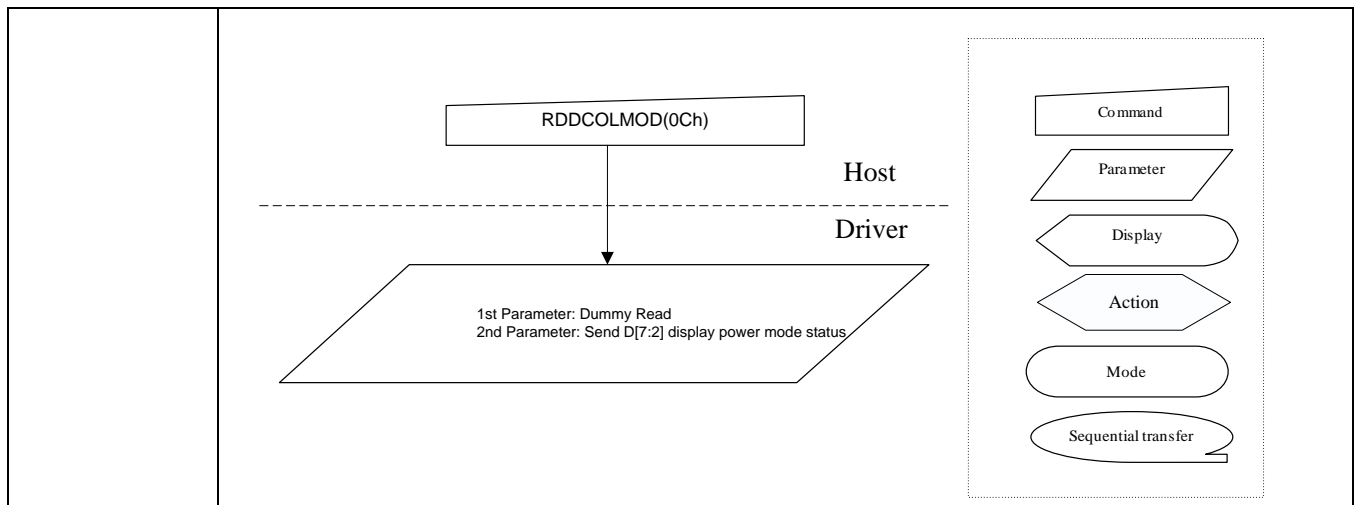 RDDCOLMOD(0Ch)
Host
Driver
1st Parameter: Dummy Read
2nd Parameter: Send D[7:2] display power mode status
Command
Parameter
Display
Action
Mode
Sequential transfer